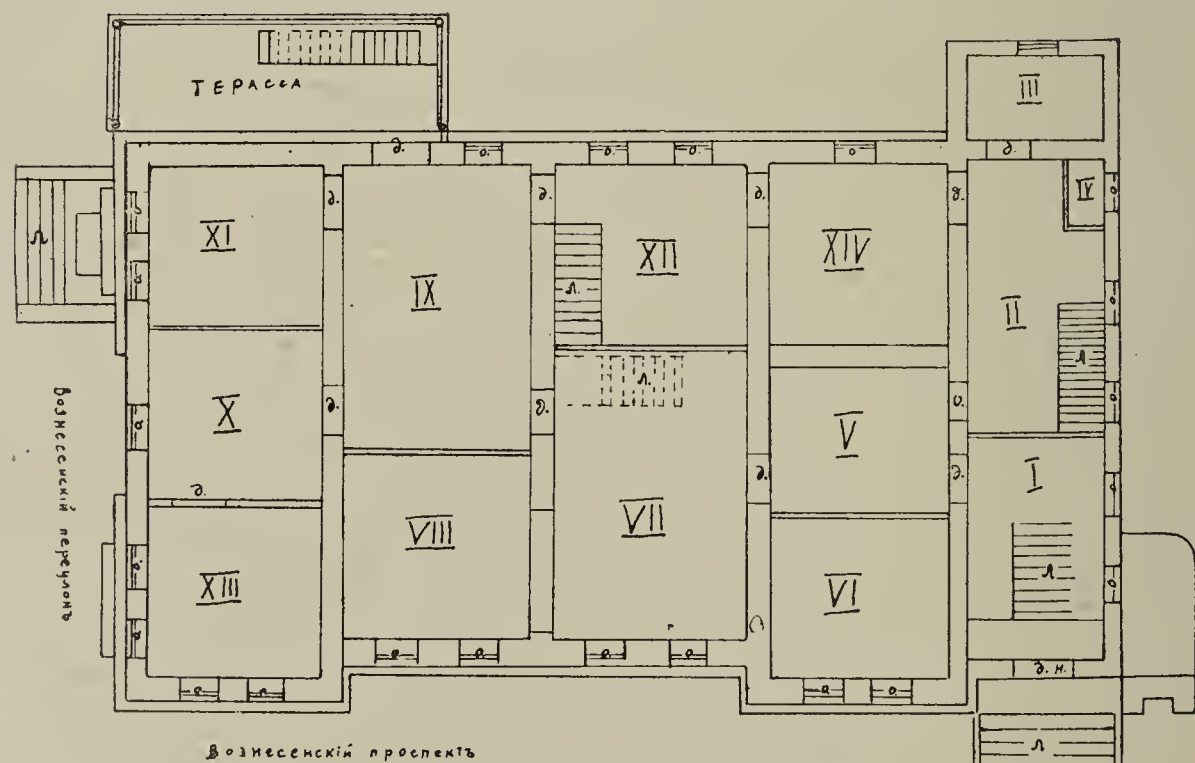 ТЕРАССА
III
д. о. о. о. о д.
IV о
д. д. д. д. о
XI XII XIV
л о IX л. II о
о
л
X д. д. л. V о. о
о д. д.
д. I о
VIII VII
XIII VI л
о. о
о
о. о. о. о.
д. н.
о о. о о.
л
Вознесенскій переулокъ
Вознесенскій проспектъ